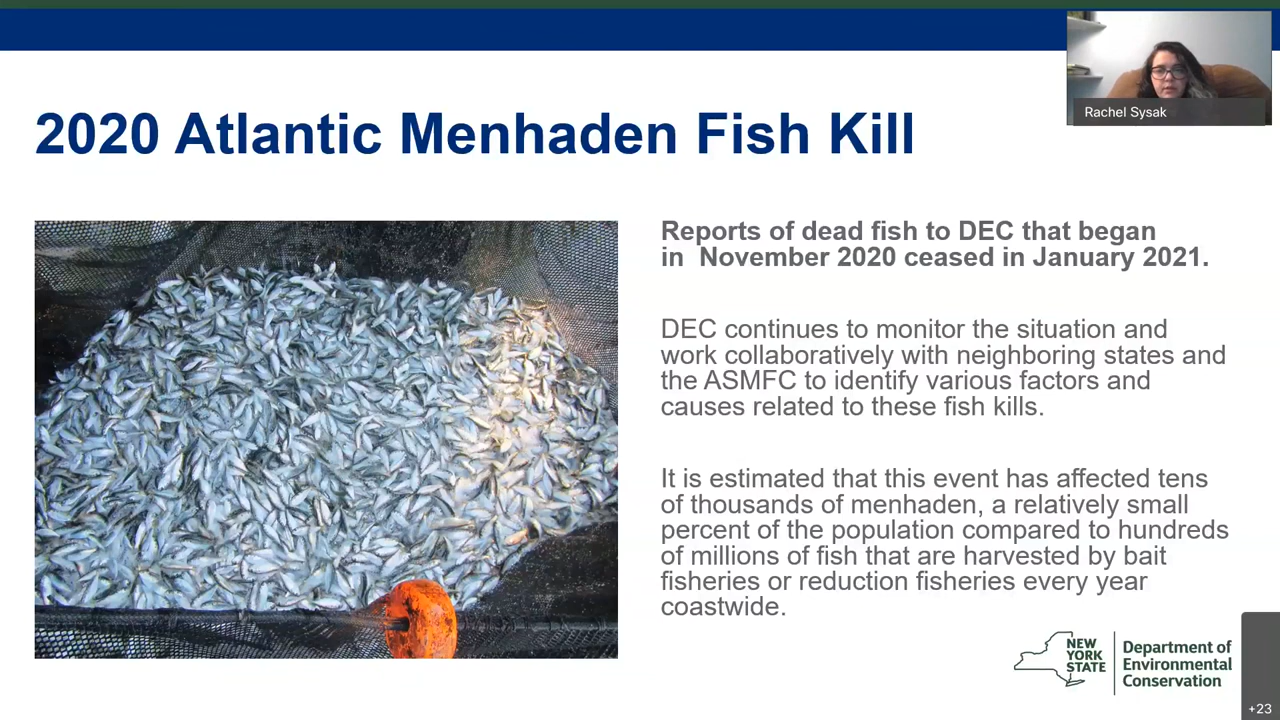 Rachel Sysak
2020 Atlantic Menhaden Fish Kill
Reports of dead fish to DEC that began
in  November 2020 ceased in January 2021.
DEC continues to monitor the situation and
work collaboratively with neighboring states and
the ASMFC to identify various factors and
causes related to these fish kills.
It is estimated that this event has affected tens
of thousands of menhaden, a relatively small
percent of the population compared to hundreds
of millions of fish that are harvested by bait
fisheries or reduction fisheries every year
coastwide.
NEW
YORK
STATE
Department of
Environmental
Conservation
+23